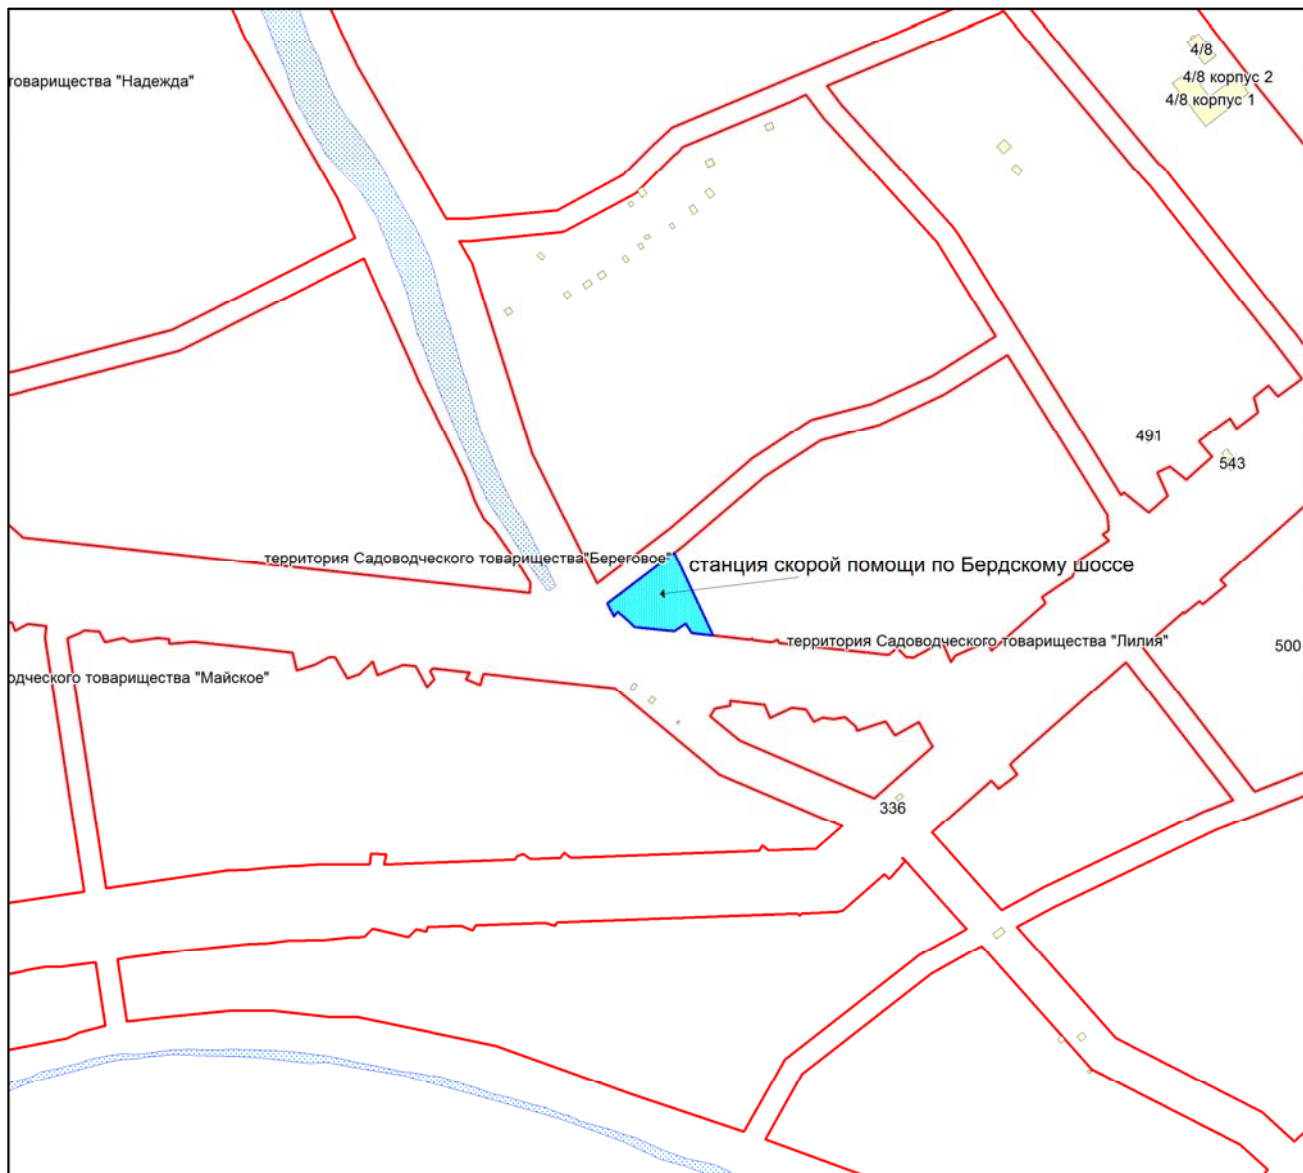 4/8
товарищества "Надежда"
4/8 корпус 2
4/8 корпус 1
491
543
территория Садоводческого товарищества"Береговое"
станция скорой помощи по Бердскому шоссе
территория Садоводческого товарищества "Лилия"
500
одческого товарищества "Майское"
336